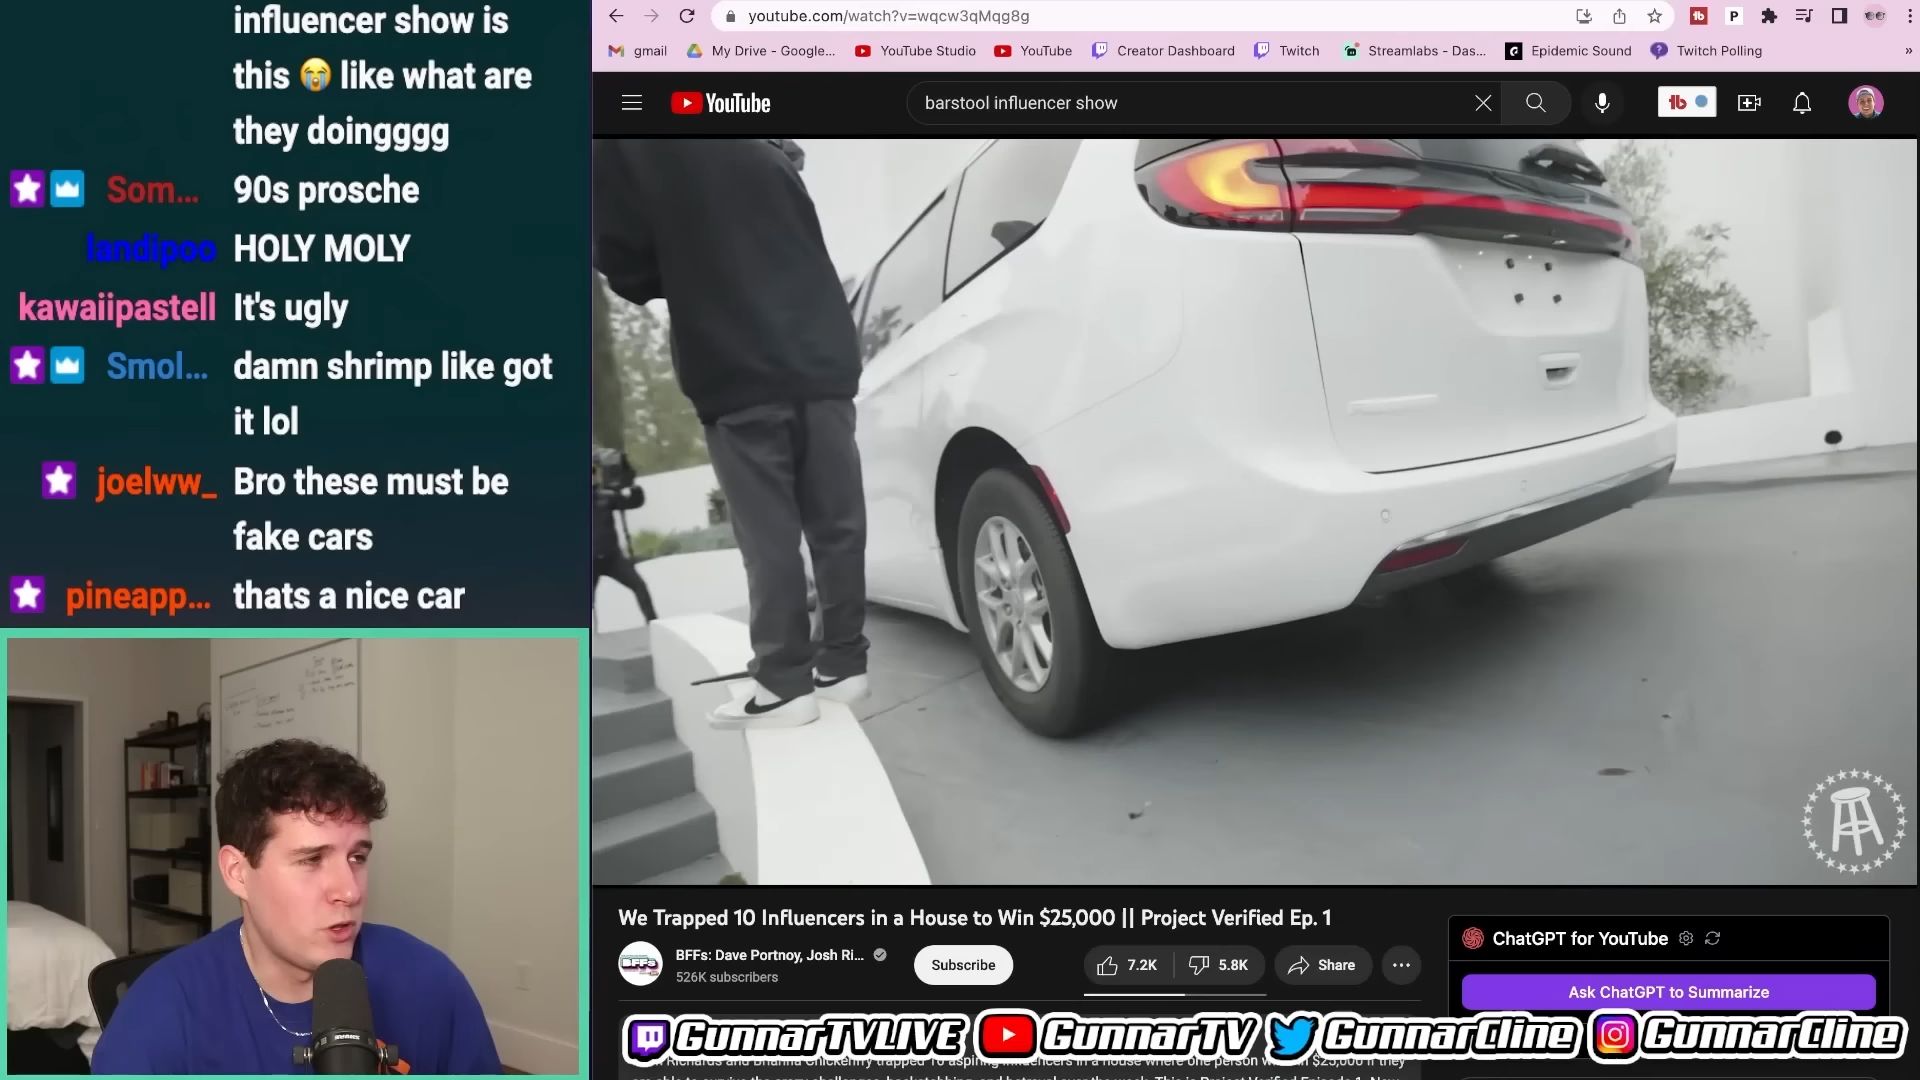 influencer show is
this 😭 like what are
they doingggg
Som... 90s prosche
landipoo HOLY MOLY
kawaiipastell It's ugly
Smol... damn shrimp like got
it lol
joelww_ Bro these must be
fake cars
pineapp... thats a nice car
youtube.com/watch?v=wqcw3qMqg8g
gmail My Drive - Google... YouTube Studio YouTube Creator Dashboard Twitch Streamlabs - Das... Epidemic Sound Twitch Polling »
YouTube
barstool influencer show
We Trapped 10 Influencers in a House to Win $25,000 || Project Verified Ep. 1
BFFs: Dave Portnoy, Josh Ri...
526K subscribers
Subscribe
7.2K
5.8K
Share
ChatGPT for YouTube
Ask ChatGPT to Summarize
GunnarTVLIVE GunnarTV GunnarCline GunnarCline